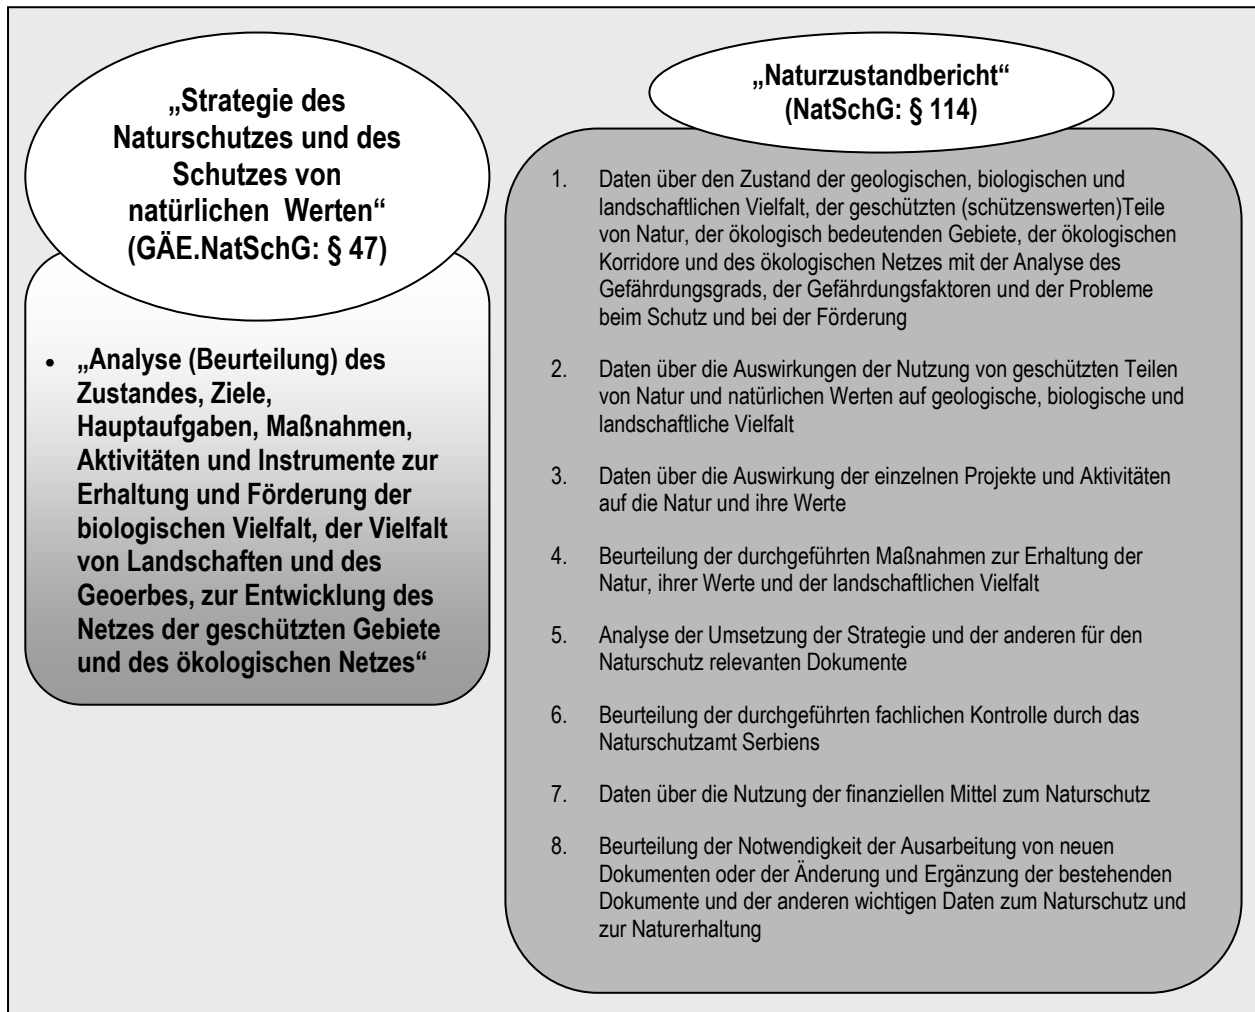 „Strategie des
Naturschutzes und des
Schutzes von
natürlichen Werten“
(GÄE.NatSchG: § 47)
• „Analyse (Beurteilung) des
Zustandes, Ziele,
Hauptaufgaben, Maßnahmen,
Aktivitäten und Instrumente zur
Erhaltung und Förderung der
biologischen Vielfalt, der Vielfalt
von Landschaften und des
Geoerbes, zur Entwicklung des
Netzes der geschützten Gebiete
und des ökologischen Netzes“
„Naturzustandbericht“
(NatSchG: § 114)
1. Daten über den Zustand der geologischen, biologischen und
landschaftlichen Vielfalt, der geschützten (schützenswerten)Teile
von Natur, der ökologisch bedeutenden Gebiete, der ökologischen
Korridore und des ökologischen Netzes mit der Analyse des
Gefährdungsgrads, der Gefährdungsfaktoren und der Probleme
beim Schutz und bei der Förderung
2. Daten über die Auswirkungen der Nutzung von geschützten Teilen
von Natur und natürlichen Werten auf geologische, biologische und
landschaftliche Vielfalt
3. Daten über die Auswirkung der einzelnen Projekte und Aktivitäten
auf die Natur und ihre Werte
4. Beurteilung der durchgeführten Maßnahmen zur Erhaltung der
Natur, ihrer Werte und der landschaftlichen Vielfalt
5. Analyse der Umsetzung der Strategie und der anderen für den
Naturschutz relevanten Dokumente
6. Beurteilung der durchgeführten fachlichen Kontrolle durch das
Naturschutzamt Serbiens
7. Daten über die Nutzung der finanziellen Mittel zum Naturschutz
8. Beurteilung der Notwendigkeit der Ausarbeitung von neuen
Dokumenten oder der Änderung und Ergänzung der bestehenden
Dokumente und der anderen wichtigen Daten zum Naturschutz und
zur Naturerhaltung